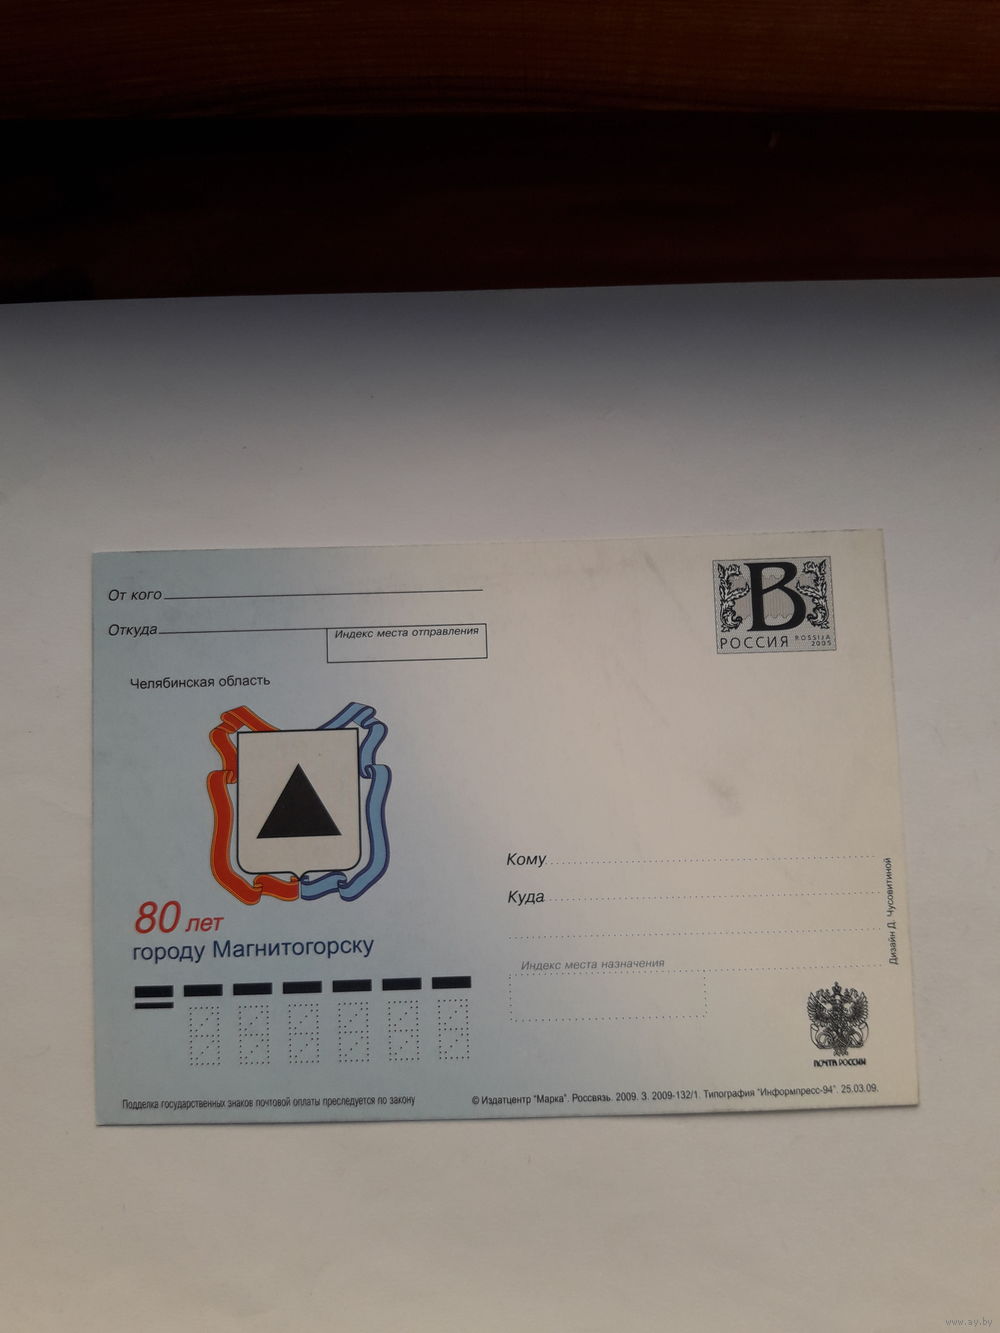 От кого
Откуда
Индекс места отправления
Челябинская область
В
РОССИЯ ROSSIJA
2005
80 лет
городу Магнитогорску
Кому
Куда
Индекс места назначения
Дизайн Д. Чусовитиной
ПОЧТА РОССИИ
Подделка государственных знаков почтовой оплаты преследуется по закону
© Издатцентр "Марка". Россвязь. 2009. З. 2009-132/1. Типография "Информпресс-94". 25.03.09.
www.ay.by